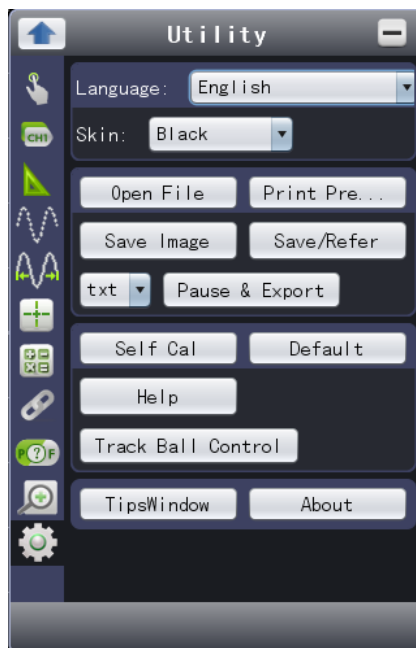 Utility
Language: English
CH1
Skin: Black
Open File Print Pre...
Save Image Save/Refer
txt Pause & Export
Self Cal Default
Help
Track Ball Control
P?F
TipsWindow About